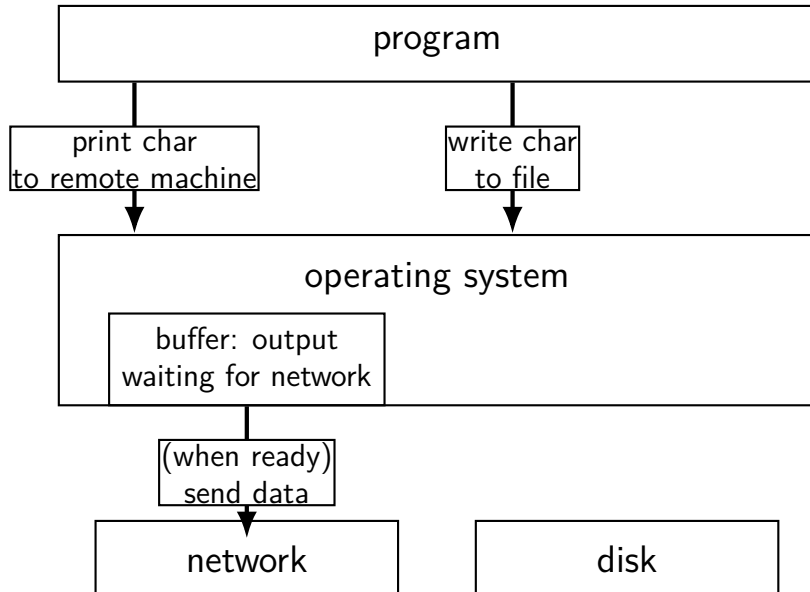 program
print char
to remote machine
write char
to file
operating system
buffer: output
waiting for network
(when ready)
send data
network
disk